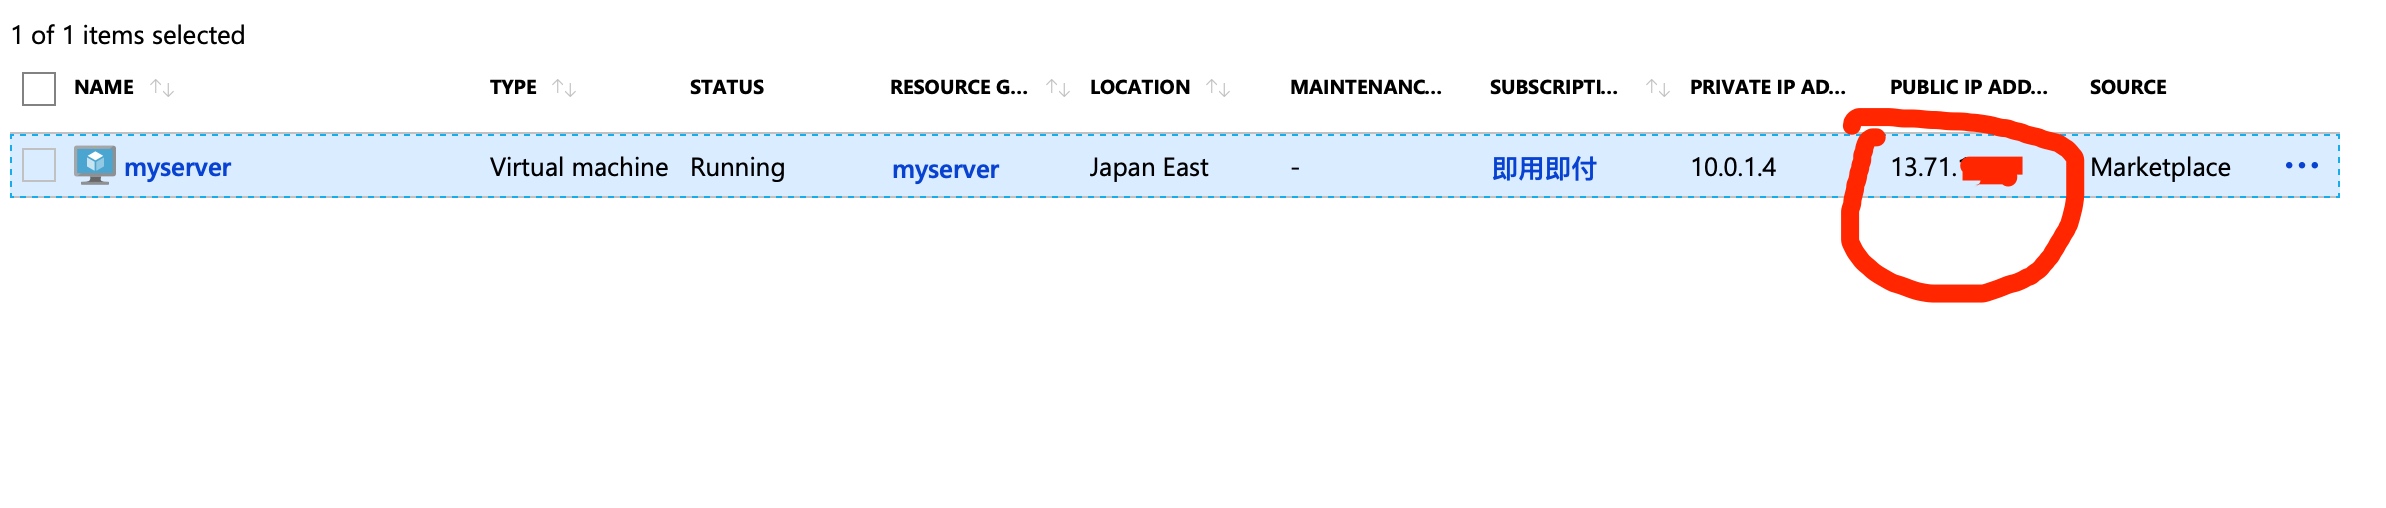 1 of 1 items selected
NAME TYPE STATUS RESOURCE G... LOCATION MAINTENANC... SUBSCRIPTI... PRIVATE IP AD... PUBLIC IP ADD... SOURCE
myserver Virtual machine Running myserver Japan East - 即用即付 10.0.1.4 13.71. Marketplace ...